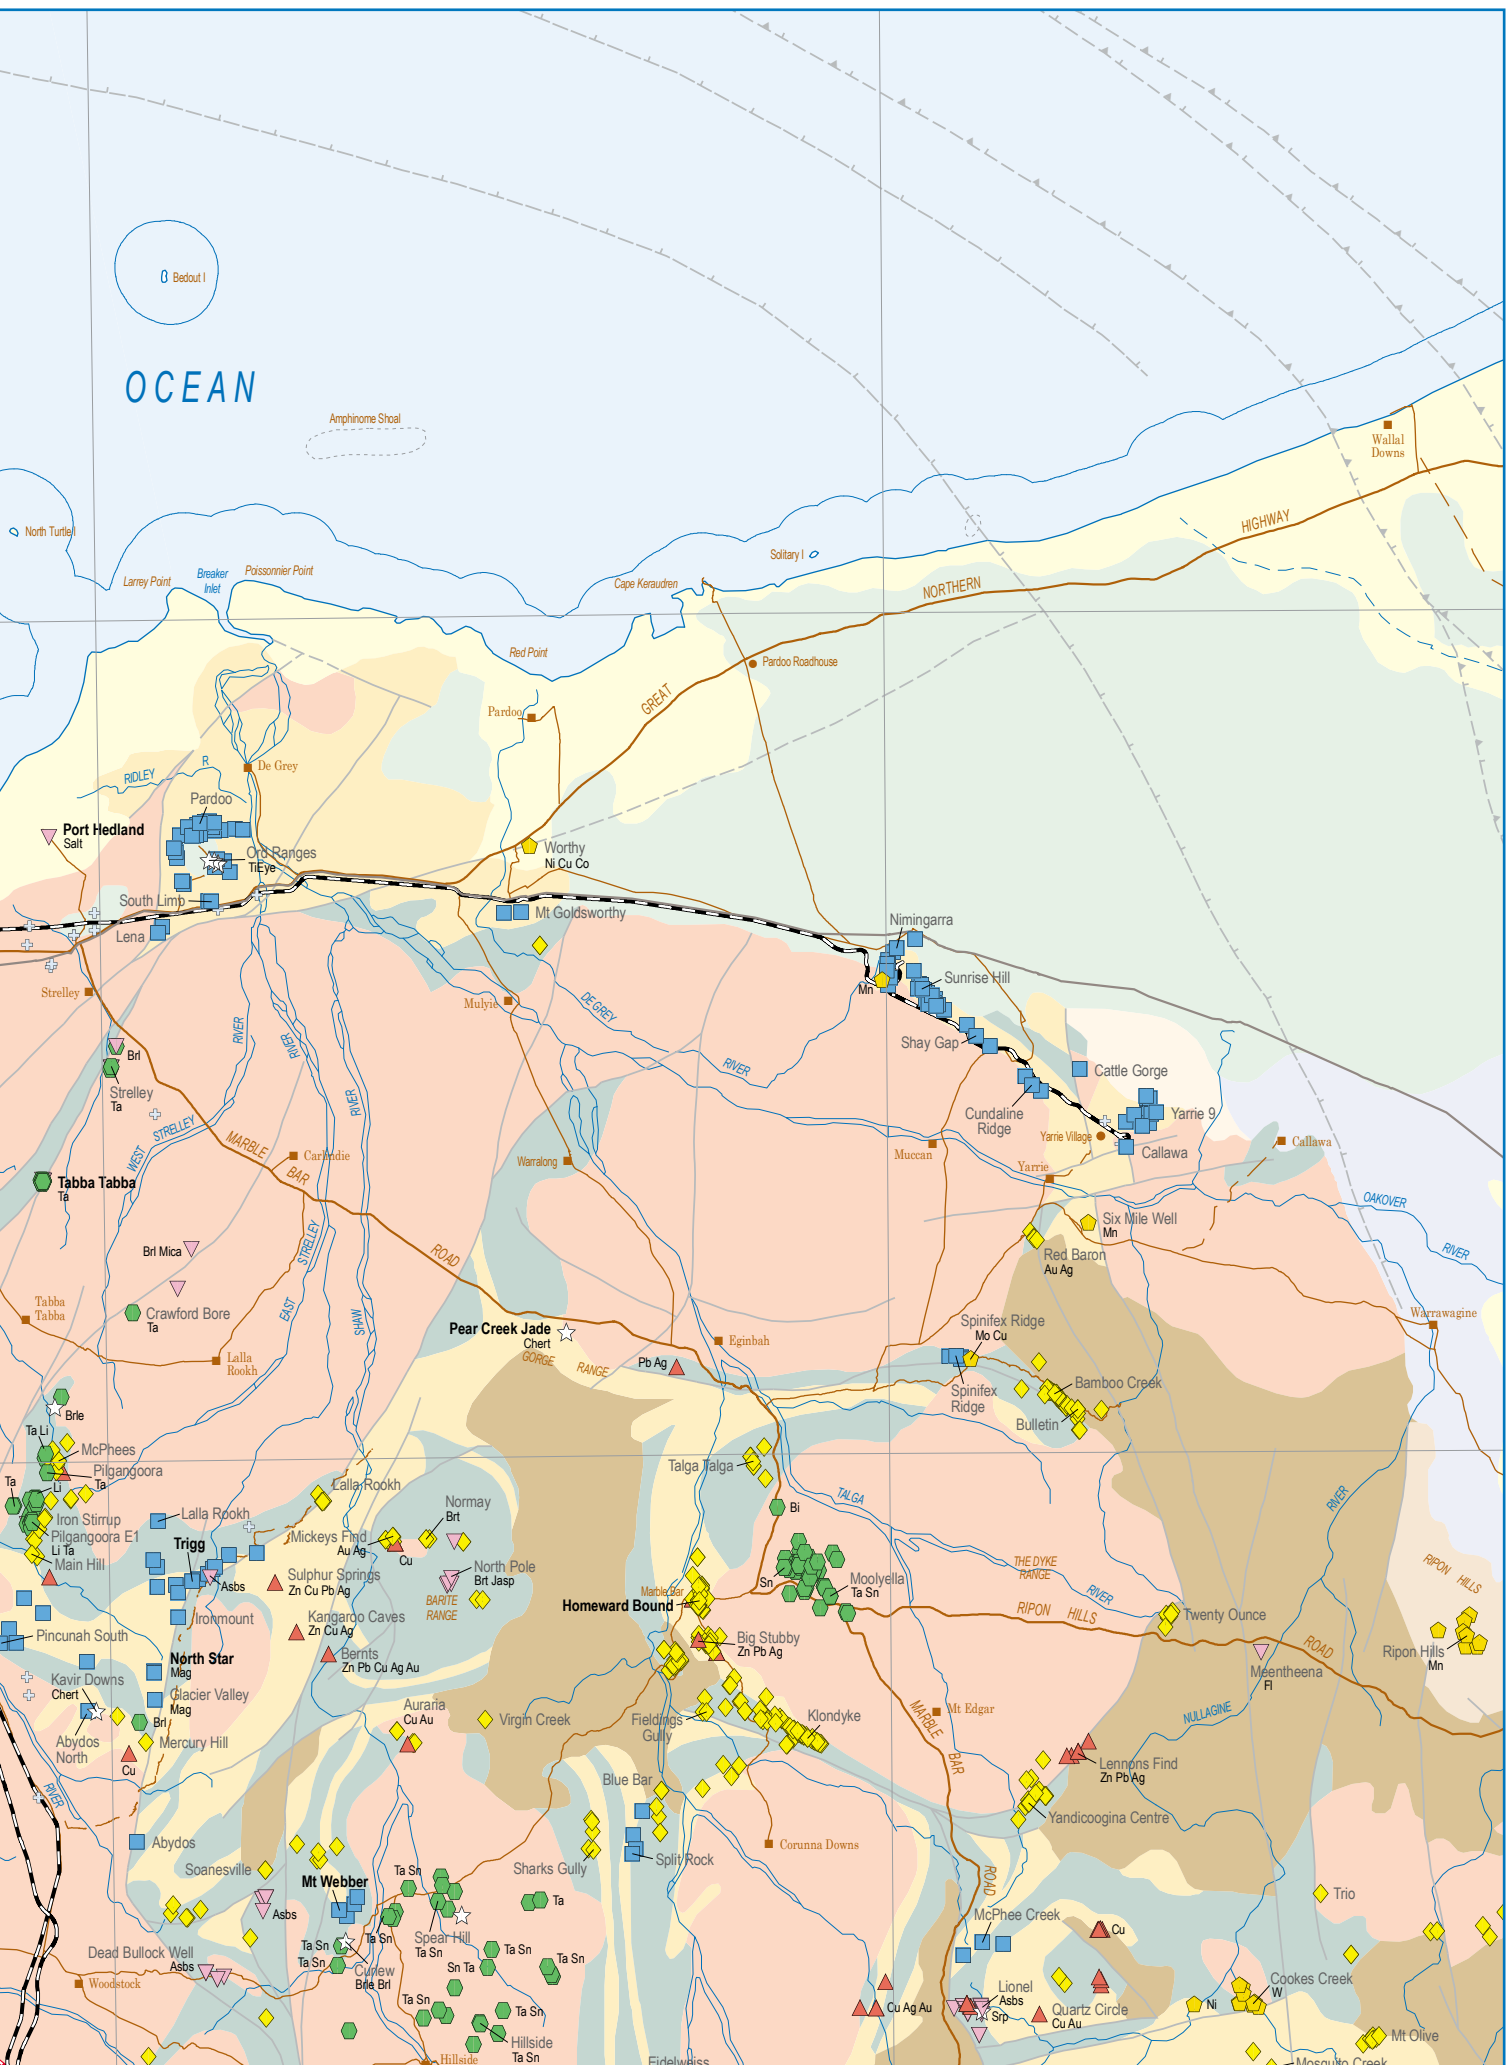 Bedout I
OCEAN
Amphinome Shoal
Wallal
Downs
North Turtle I
HIGHWAY
Solitary I
Larrey Point
Breaker
Inlet
Poissonnier Point
Cape Keraudren
NORTHERN
Red Point
Pardoo Roadhouse
GREAT
Pardoo
De Grey
RIDLEY
R
Pardoo
Port Hedland
Salt
Ord Ranges
TiEye
Worthy
Ni Cu Co
South Limb
Mt Goldsworthy
Lena
Nimingarra
Mn
Sunrise Hill
Strelley
Mulyie
DE GREY
RIVER
RIVER
RIVER
Shay Gap
Brl
Cattle Gorge
RIVER
Strelley
Ta
RIVER
Cundaline
Ridge
Yarrie 9
STRELLEY
WEST
MARBLE
BAR
Carlindie
Warralong
Muccan
Yarrie Village
Callawa
Callawa
Yarrie
Tabba Tabba
Ta
OAKOVER
RIVER
Six Mile Well
Mn
Brl Mica
STRELLEY
ROAD
Red Baron
Au Ag
Tabba
Tabba
Crawford Bore
Ta
EAST
SHAW
Warrawagine
Pear Creek Jade
Chert
Eginbah
Spinifex Ridge
Mo Cu
GORGE
RANGE
Pb Ag
Lalla
Rookh
Spinifex
Ridge
Bamboo Creek
Bulletin
Brle
Ta Li
McPhees
Pilgangoora
Ta
Ta
Li
Talga Talga
TALGA
RIVER
Lalla Rookh
Bi
Iron Stirrup
Pilgangoora E1
Li Ta
Main Hill
Lalla Rookh
Trigg
Mickeys Find
Au Ag
Cu
Normay
Brt
Asbs
Sulphur Springs
Zn Cu Pb Ag
North Pole
Brt Jasp
BARITE
RANGE
Sn
Moolyella
Ta Sn
THE DYKE
RANGE
RIVER
RIPON
HILLS
Marble Bar
Homeward Bound
RIPON
HILLS
Twenty Ounce
ROAD
Ironmount
Kangaroo Caves
Zn Cu Ag
Pincunah South
Big Stubby
Zn Pb Ag
Ripon Hills
Mn
North Star
Mag
Bernts
Zn Pb Cu Ag Au
Meentheena
Fl
Kavir Downs
Chert
Glacier Valley
Mag
Auraria
Cu Au
Virgin Creek
Fieldings
Gully
Klondyke
MARBLE
BAR
Mt Edgar
NULLAGINE
Brl
Abydos
North
Mercury Hill
Cu
RIVER
Lennons Find
Zn Pb Ag
Blue Bar
Yandicoogina Centre
Abydos
Corunna Downs
Split Rock
Sharks Gully
Soanesville
Mt Webber
Ta Sn
ROAD
Ta
Trio
Asbs
Ta Sn
Spear Hill
Ta Sn
McPhee Creek
Cu
Dead Bullock Well
Asbs
Ta Sn
Ta Sn
Curlew
Brle Brl
Ta Sn
Sn Ta
Ta Sn
Woodstock
Ta Sn
Ta Sn
Cu Ag Au
Lionel
Asbs
Srp
Quartz Circle
Cu Au
Ni
Cookes Creek
W
Hillside
Ta Sn
Hillside
Mt Olive
Eidelweiss
Mosquito Creek